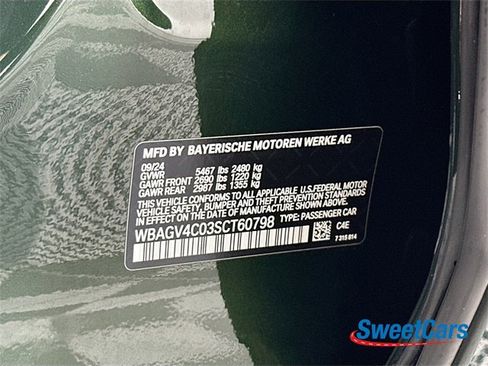 MFD BY BAYERISCHE MOTOREN WERKE AG
09/24
GVWR 5467 lbs 2480 kg
GAWR FRONT 2690 lbs 1220 kg
GAWR REAR 2987 lbs 1355 kg
THIS VEHICLE CONFORMS TO ALL APPLICABLE U.S. FEDERAL MOTOR
VEHICLE SAFETY, BUMPER AND THEFT PREVENTION STANDARDS IN
EFFECT ON THE DATE OF MANUFACTURE SHOWN ABOVE.
WBAGV4C03SCT60798 TYPE: PASSENGER CAR
C4E
7 315 614
SweetCars